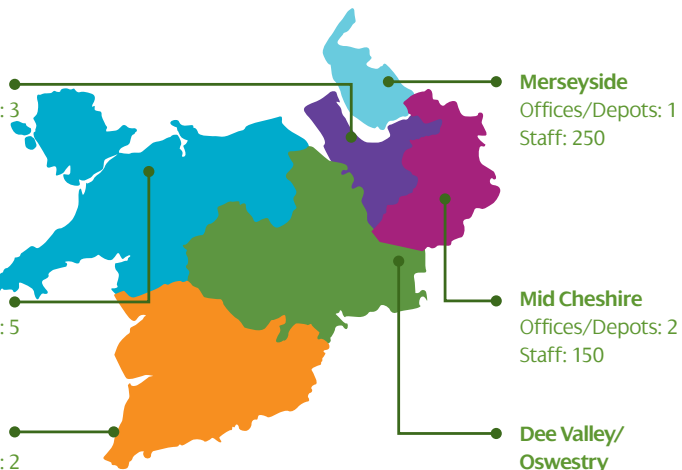 : 3
: 5
: 2
Merseyside
Offices/Depots: 1
Staff: 250
Mid Cheshire
Offices/Depots: 2
Staff: 150
Dee Valley/
Oswestry